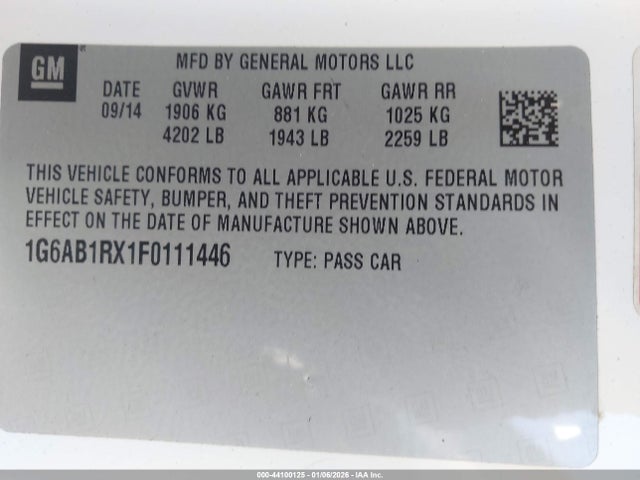 GM
MFD BY GENERAL MOTORS LLC
DATE GVWR GAWR FRT GAWR RR
09/14 1906 KG 881 KG 1025 KG
4202 LB 1943 LB 2259 LB
THIS VEHICLE CONFORMS TO ALL APPLICABLE U.S. FEDERAL MOTOR
VEHICLE SAFETY, BUMPER, AND THEFT PREVENTION STANDARDS IN
EFFECT ON THE DATE OF MANUFACTURE SHOWN ABOVE.
1G6AB1RX1F0111446 TYPE: PASS CAR
000-44100125 | 01/06/2026 - IAA Inc.